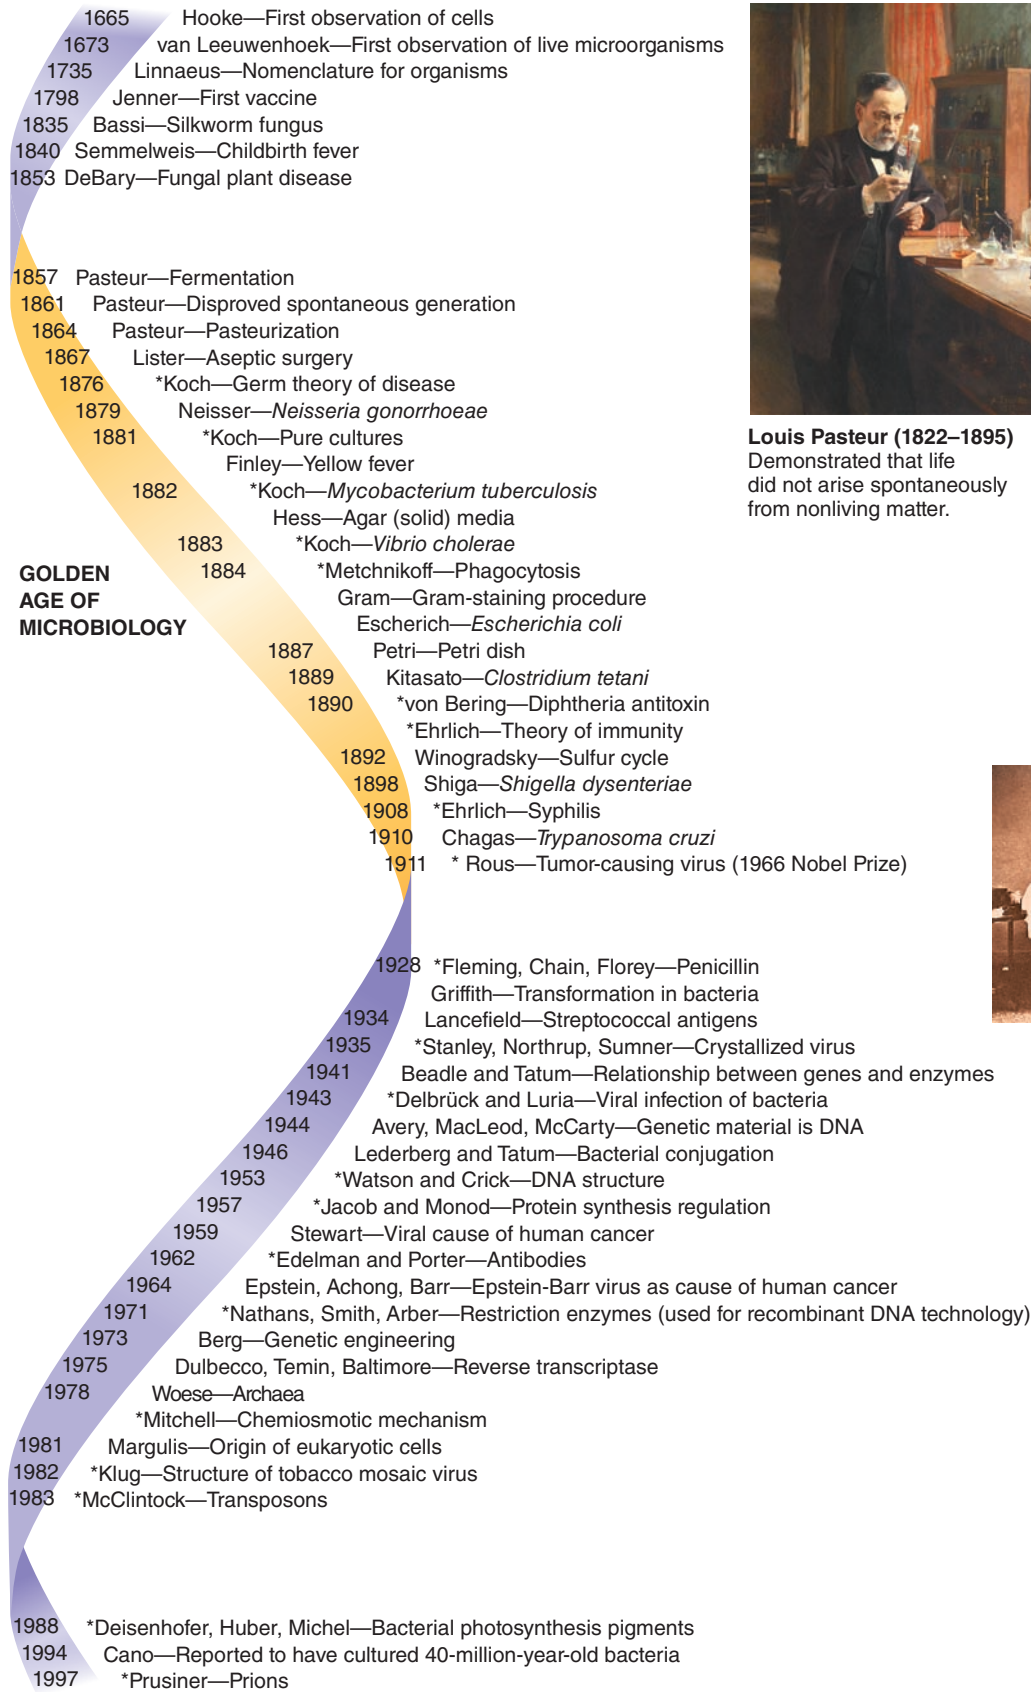 1665 Hooke—First observation of cells
1673 van Leeuwenhoek—First observation of live microorganisms
1735 Linnaeus—Nomenclature for organisms
1798 Jenner—First vaccine
1835 Bassi—Silkworm fungus
1840 Semmelweis—Childbirth fever
1853 DeBary—Fungal plant disease
1857 Pasteur—Fermentation
1861 Pasteur—Disproved spontaneous generation
1864 Pasteur—Pasteurization
1867 Lister—Aseptic surgery
1876 *Koch—Germ theory of disease
1879 Neisser—Neisseria gonorrhoeae
1881 *Koch—Pure cultures
Finley—Yellow fever
1882 *Koch—Mycobacterium tuberculosis
Hess—Agar (solid) media
1883 *Koch—Vibrio cholerae
1884 *Metchnikoff—Phagocytosis
Gram—Gram-staining procedure
Escherich—Escherichia coli
1887 Petri—Petri dish
1889 Kitasato—Clostridium tetani
1890 *von Bering—Diphtheria antitoxin
*Ehrlich—Theory of immunity
1892 Winogradsky—Sulfur cycle
1898 Shiga—Shigella dysenteriae
1908 *Ehrlich—Syphilis
1910 Chagas—Trypanosoma cruzi
1911 * Rous—Tumor-causing virus (1966 Nobel Prize)
GOLDEN
AGE OF
MICROBIOLOGY
Louis Pasteur (1822–1895)
Demonstrated that life
did not arise spontaneously
from nonliving matter.
1928 *Fleming, Chain, Florey—Penicillin
Griffith—Transformation in bacteria
1934 Lancefield—Streptococcal antigens
1935 *Stanley, Northrup, Sumner—Crystallized virus
1941 Beadle and Tatum—Relationship between genes and enzymes
1943 *Delbrück and Luria—Viral infection of bacteria
1944 Avery, MacLeod, McCarty—Genetic material is DNA
1946 Lederberg and Tatum—Bacterial conjugation
1953 *Watson and Crick—DNA structure
1957 *Jacob and Monod—Protein synthesis regulation
1959 Stewart—Viral cause of human cancer
1962 *Edelman and Porter—Antibodies
1964 Epstein, Achong, Barr—Epstein-Barr virus as cause of human cancer
1971 *Nathans, Smith, Arber—Restriction enzymes (used for recombinant DNA technology)
1973 Berg—Genetic engineering
1975 Dulbecco, Temin, Baltimore—Reverse transcriptase
1978 Woese—Archaea
*Mitchell—Chemiosmotic mechanism
1981 Margulis—Origin of eukaryotic cells
1982 *Klug—Structure of tobacco mosaic virus
1983 *McClintock—Transposons
1988 *Deisenhofer, Huber, Michel—Bacterial photosynthesis pigments
1994 Cano—Reported to have cultured 40-million-year-old bacteria
1997 *Prusiner—Prions